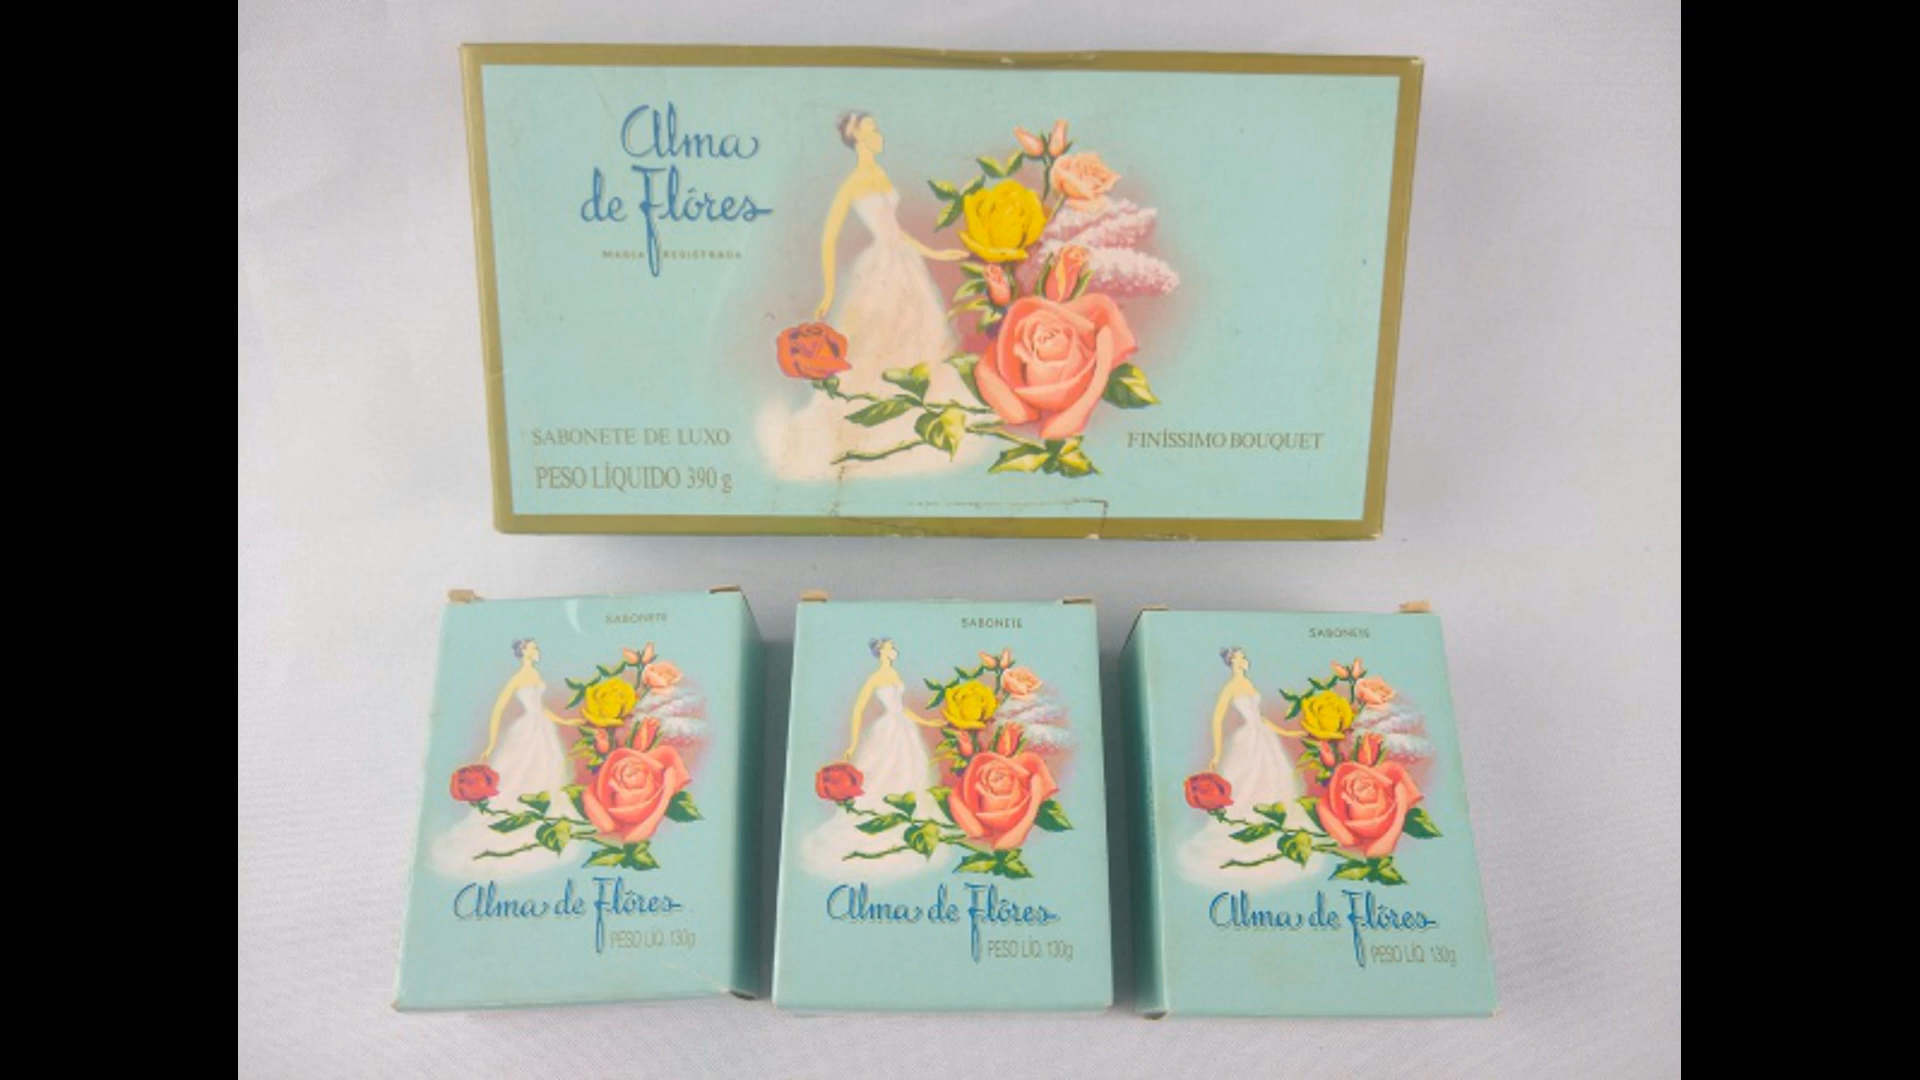 Alma
de Flôres
MARCA REGISTRADA
SABONETE DE LUXO
PESO LÍQUIDO 390 g
FINÍSSIMO BOUQUET
SABONETE
Alma de Flôres
PESO LÍQ. 130g
SABONETE
Alma de Flôres
PESO LÍQ. 130g
SABONETE
Alma de Flôres
PESO LÍQ. 130g